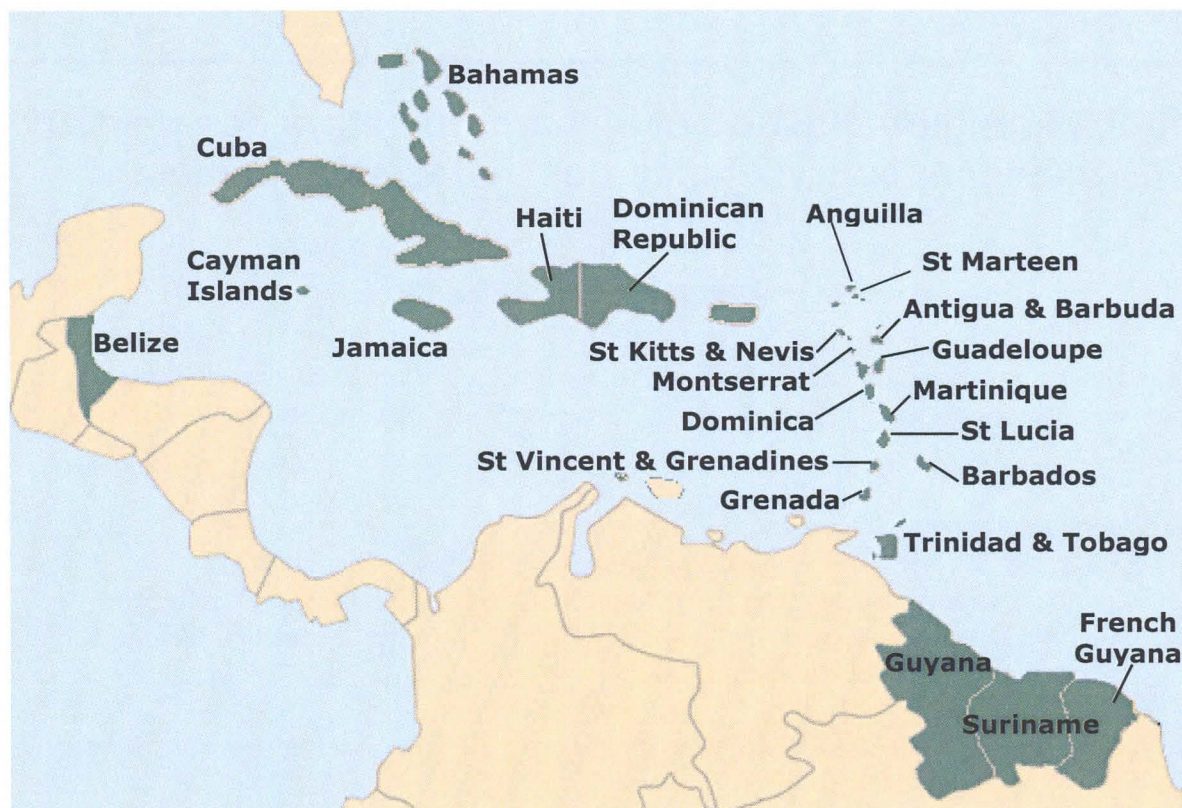 Bahamas
Cuba
Haiti
Dominican
Republic
Anguilla
St Marteen
Cayman
Islands
Antigua & Barbuda
Belize
Jamaica
St Kitts & Nevis
Guadeloupe
Montserrat
Martinique
Dominica
St Lucia
St Vincent & Grenadines
Barbados
Grenada
Trinidad & Tobago
French
Guyana
Guyana
Suriname